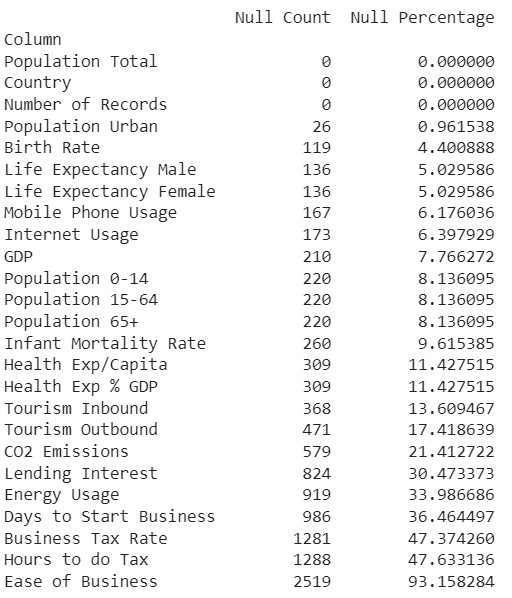 Null Count Null Percentage
Column
Population Total 0 0.000000
Country 0 0.000000
Number of Records 0 0.000000
Population Urban 26 0.961538
Birth Rate 119 4.400888
Life Expectancy Male 136 5.029586
Life Expectancy Female 136 5.029586
Mobile Phone Usage 167 6.176036
Internet Usage 173 6.397929
GDP 210 7.766272
Population 0-14 220 8.136095
Population 15-64 220 8.136095
Population 65+ 220 8.136095
Infant Mortality Rate 260 9.615385
Health Exp/Capita 309 11.427515
Health Exp % GDP 309 11.427515
Tourism Inbound 368 13.609467
Tourism Outbound 471 17.418639
CO2 Emissions 579 21.412722
Lending Interest 824 30.473373
Energy Usage 919 33.986686
Days to Start Business 986 36.464497
Business Tax Rate 1281 47.374260
Hours to do Tax 1288 47.633136
Ease of Business 2519 93.158284